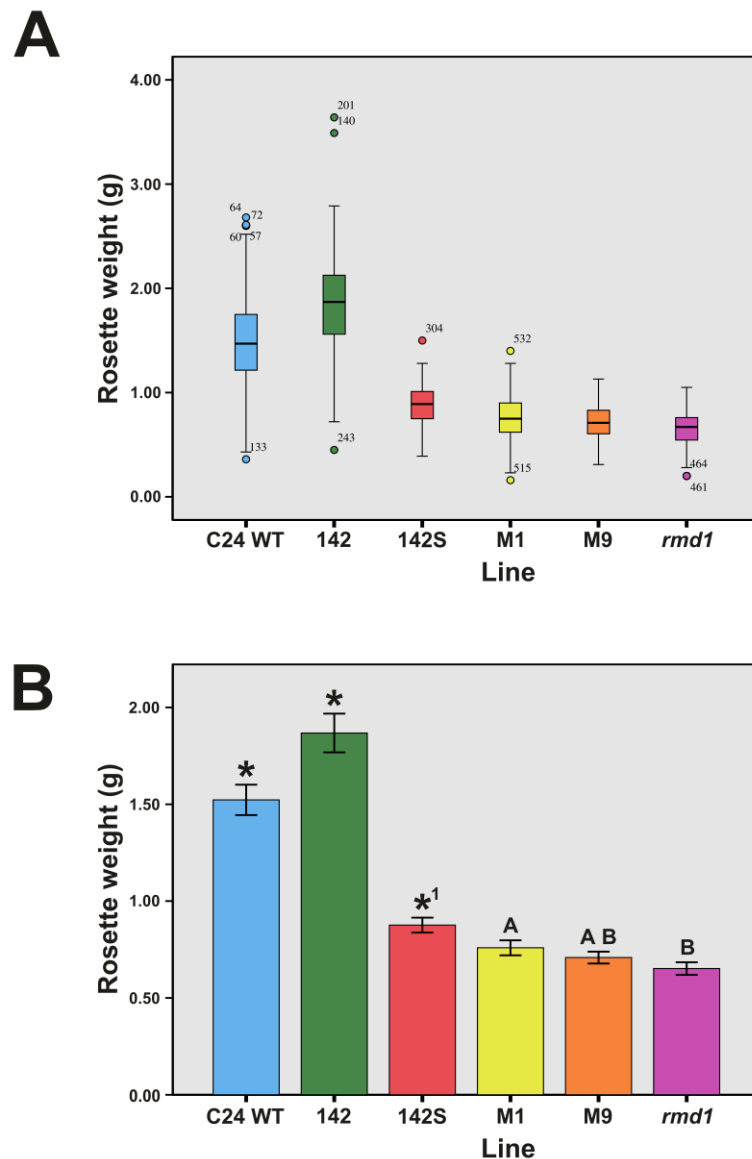 A
Rosette weight (g)
4.00
3.00
2.00
1.00
0.00
64 72
60 57
133
201
140
243
304
532
515
464
461
C24 WT 142 142S M1 M9 rmd1
Line
B
Rosette weight (g)
2.00
1.50
1.00
0.50
0.00
*
*
*1
A
A B
B
C24 WT 142 142S M1 M9 rmd1
Line